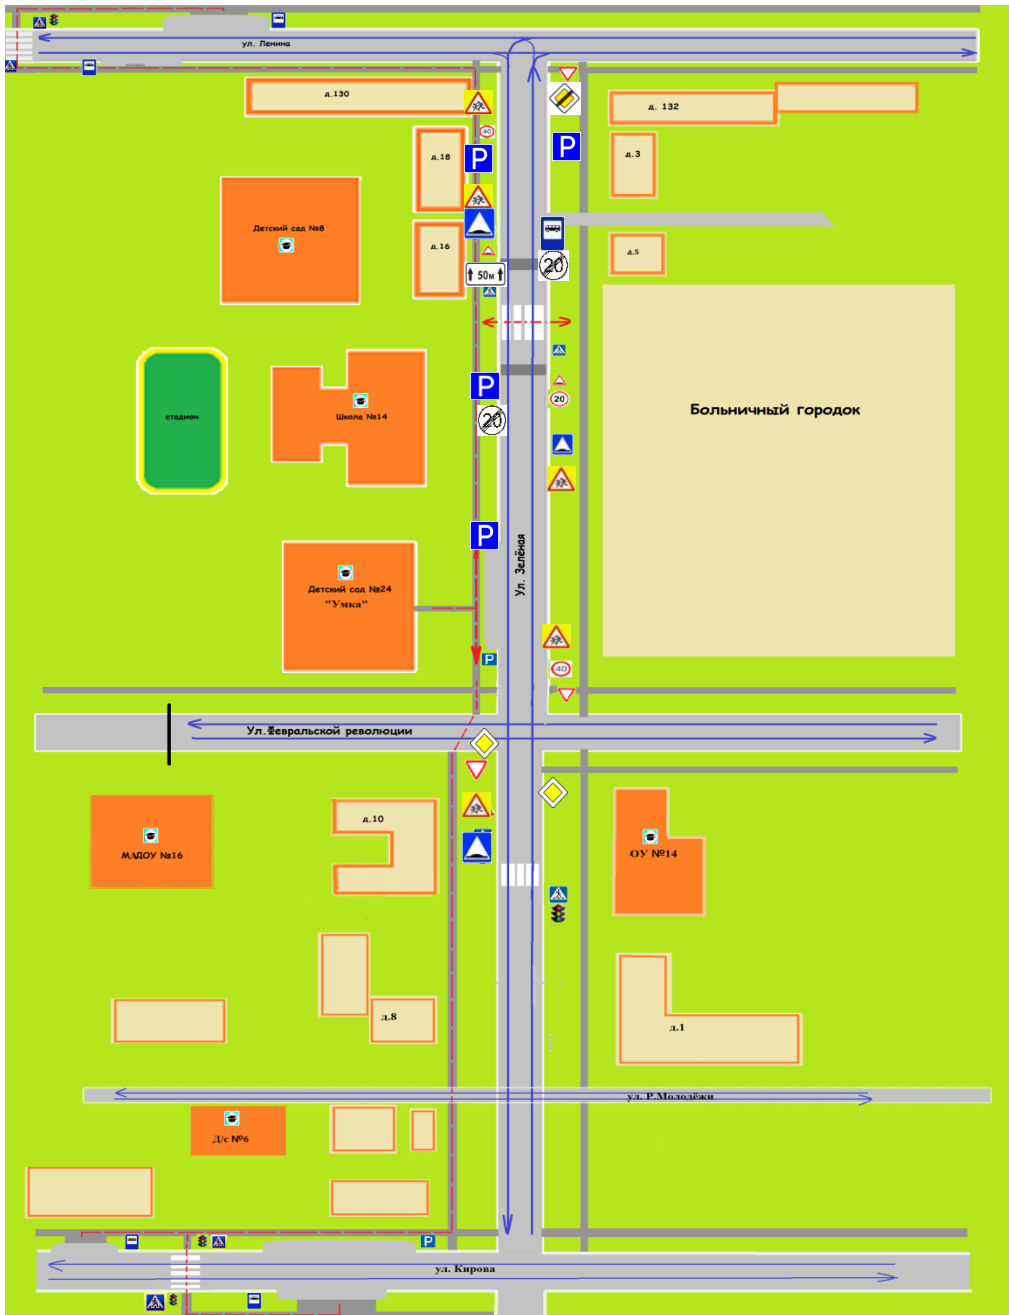 ул. Ленина
д.130
д. 132
40
P
P
д.18
д.3
Детский сад №8
д.16
д.5
50м
20
P
20
Школа №14
стадион
Больничный городок
20
P
Ул. Зелёная
Детский сад №24
"Умка"
P
40
Ул.Февральской революции
д.10
МАДОУ №16
ОУ №14
д.8
д.1
ул. Р.Молодёжи
Д/с №6
P
ул. Кирова